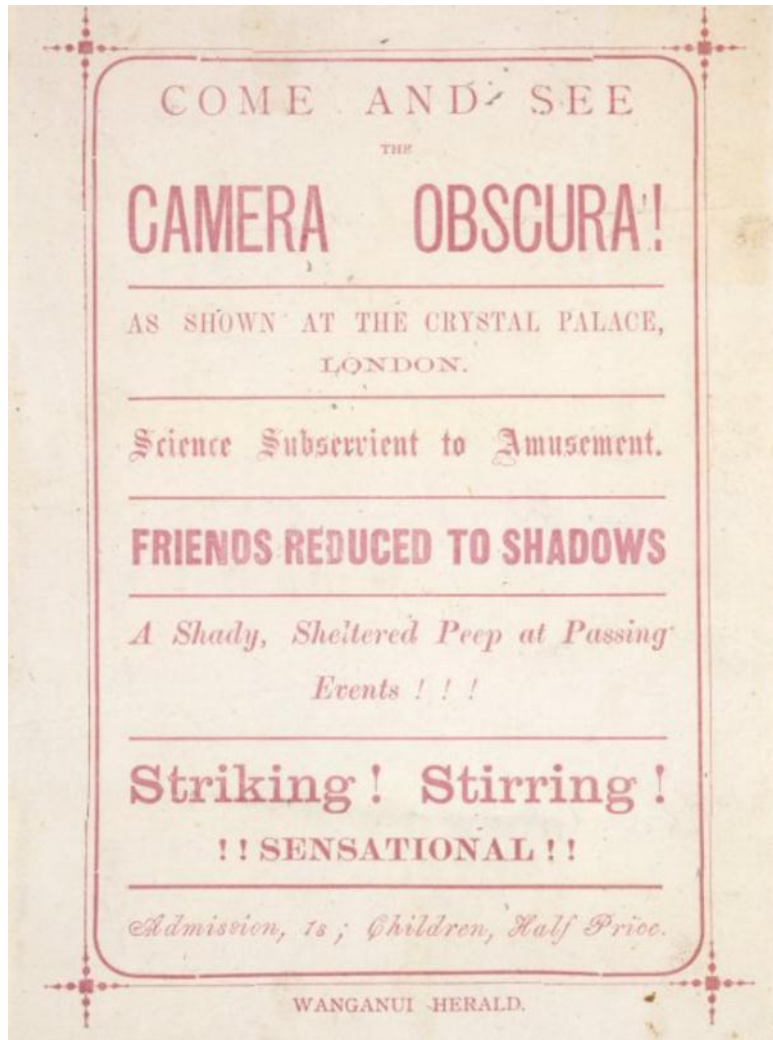 COME AND SEE
THE
CAMERA OBSCURA!
AS SHOWN AT THE CRYSTAL PALACE,
LONDON.
Science Subservient to Amusement.
FRIENDS REDUCED TO SHADOWS
A Shady, Sheltered Peep at Passing
Events ! ! !
Striking ! Stirring !
! ! SENSATIONAL ! !
Admission, 1s ; Children, Half Price.
WANGANUI HERALD.